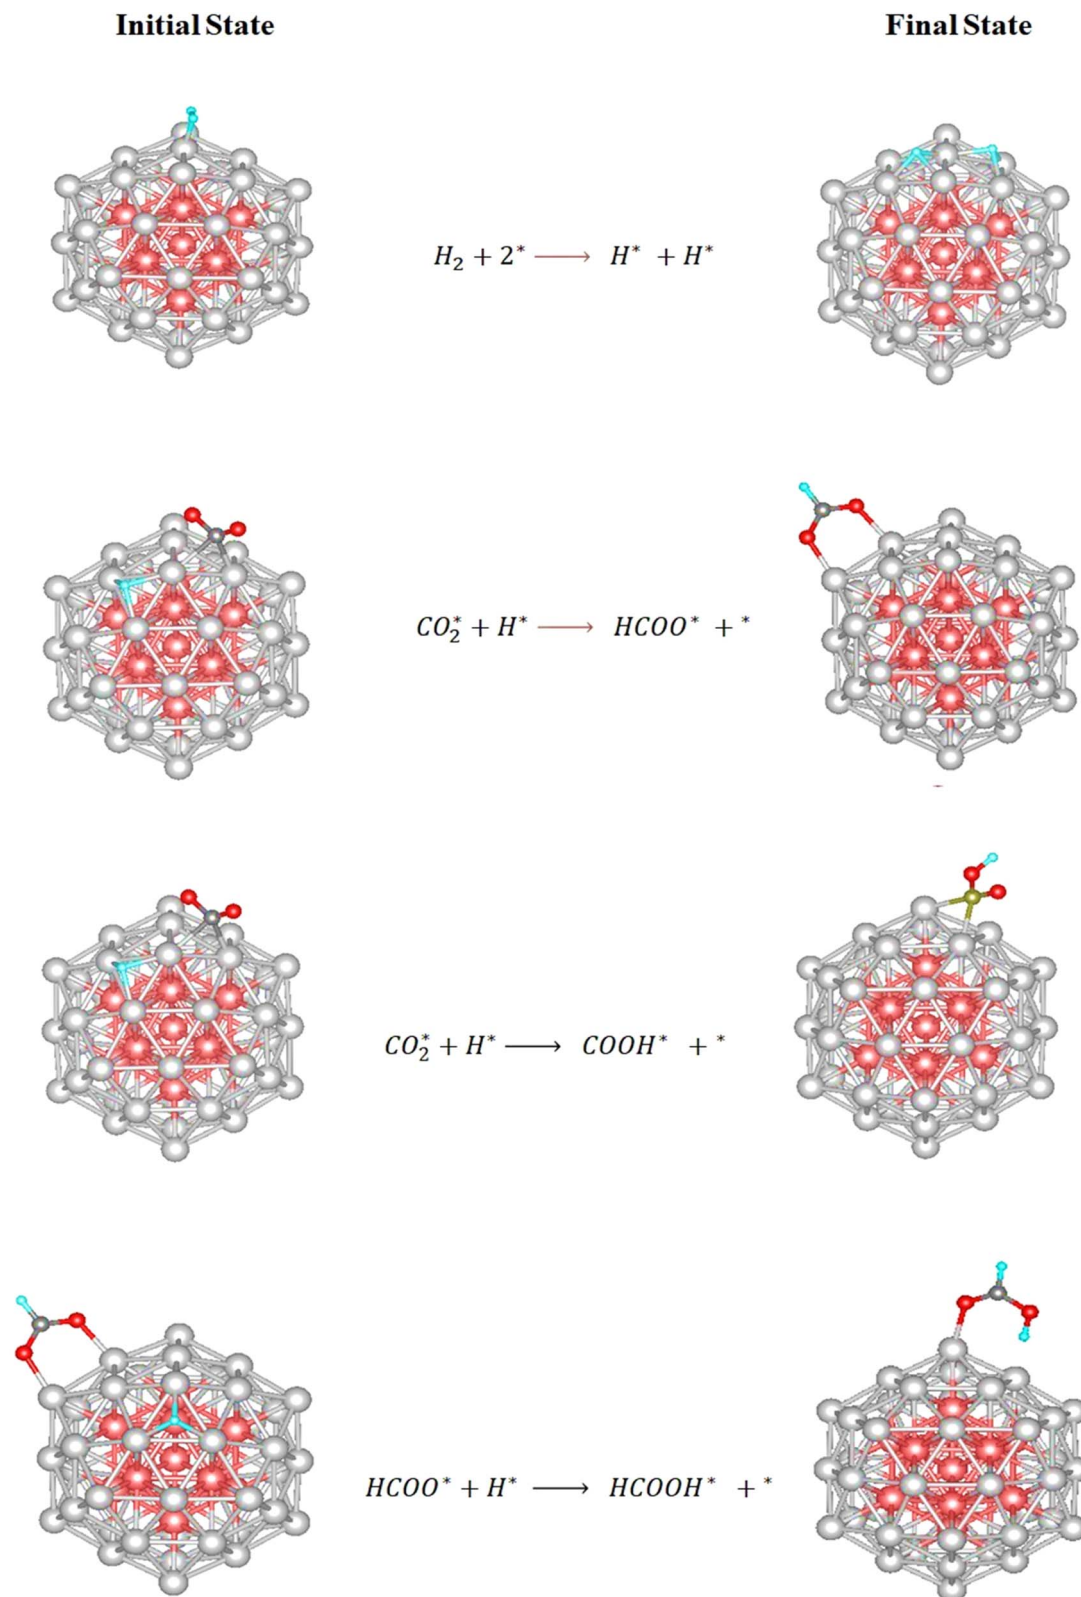 Initial State
Final State
H₂ + 2* ⟶ H* + H*
CO₂* + H* ⟶ HCOO* + *
CO₂* + H* ⟶ COOH* + *
HCOO* + H* ⟶ HCOOH* + *